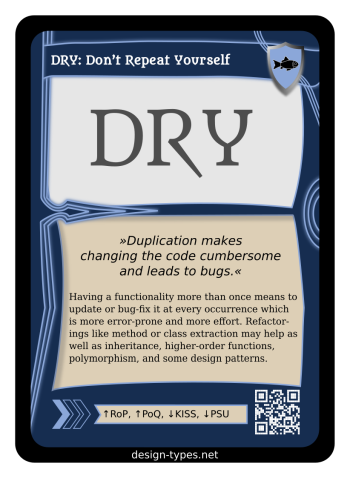 DRY: Don't Repeat Yourself
DRY
»Duplication makes
changing the code cumbersome
and leads to bugs.«
Having a functionality more than once means to
update or bug-fix it at every occurrence which
is more error-prone and more effort. Refactor-
ings like method or class extraction may help as
well as inheritance, higher-order functions,
polymorphism, and some design patterns.
↑RoP, ↑PoQ, ↓KISS, ↓PSU
design-types.net